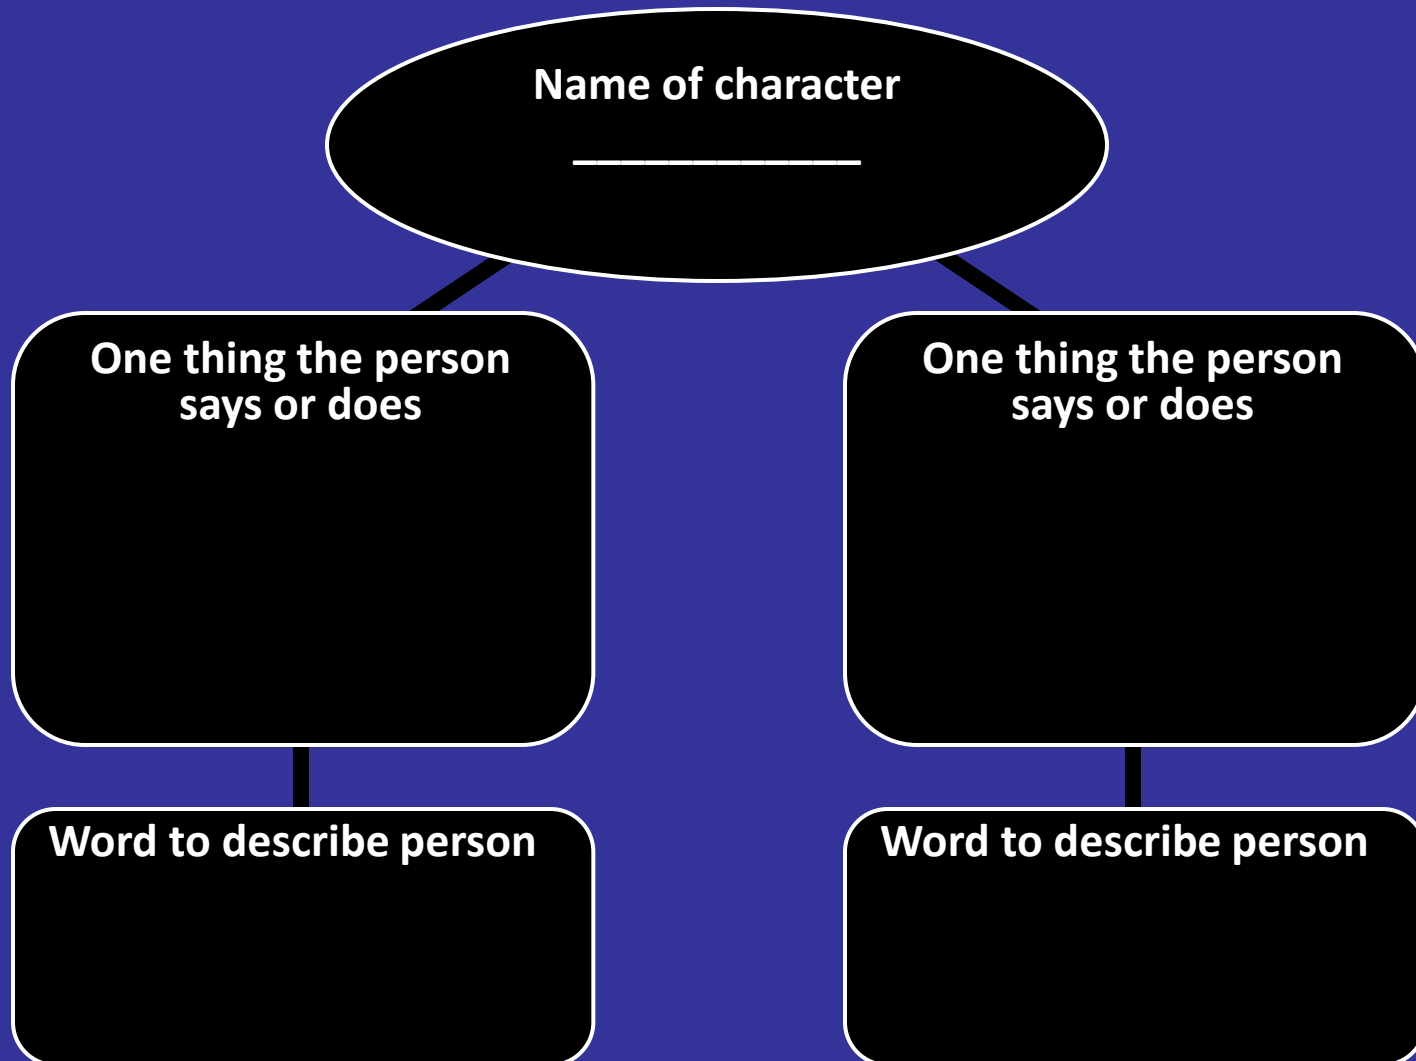 Name of character
____________
One thing the person
says or does
One thing the person
says or does
Word to describe person
Word to describe person